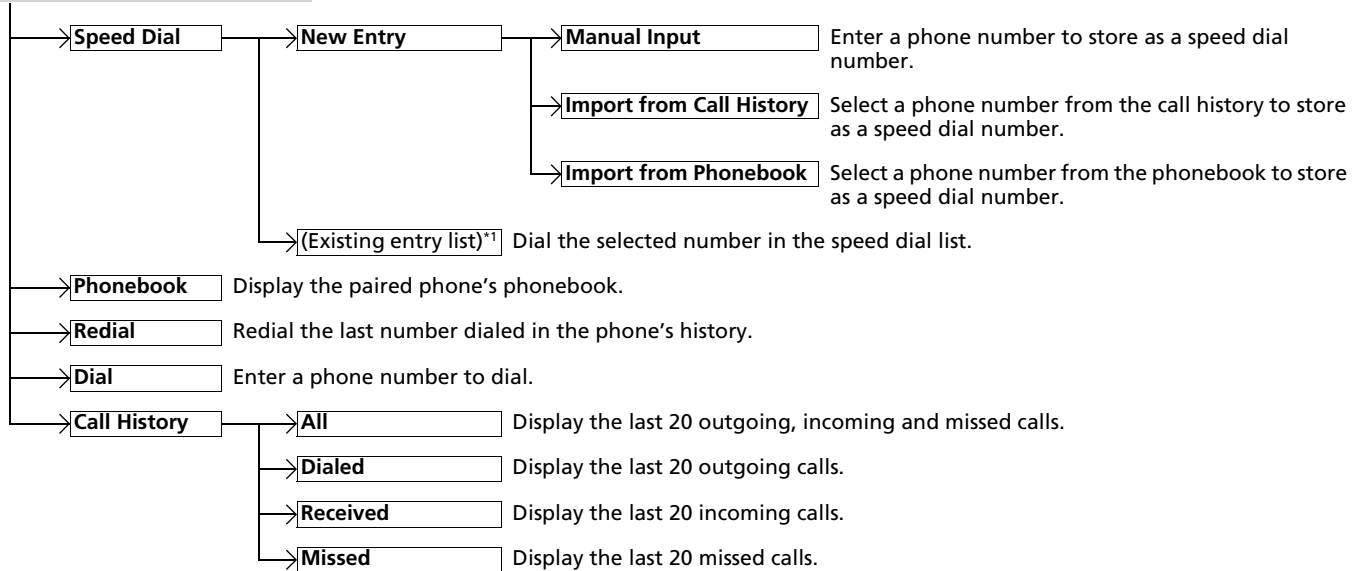 Speed Dial
New Entry
Manual Input
Enter a phone number to store as a speed dial
number.
Import from Call History
Select a phone number from the call history to store
as a speed dial number.
Import from Phonebook
Select a phone number from the phonebook to store
as a speed dial number.
(Existing entry list)*1
Dial the selected number in the speed dial list.
Phonebook
Display the paired phone’s phonebook.
Redial
Redial the last number dialed in the phone’s history.
Dial
Enter a phone number to dial.
Call History
All
Display the last 20 outgoing, incoming and missed calls.
Dialed
Display the last 20 outgoing calls.
Received
Display the last 20 incoming calls.
Missed
Display the last 20 missed calls.